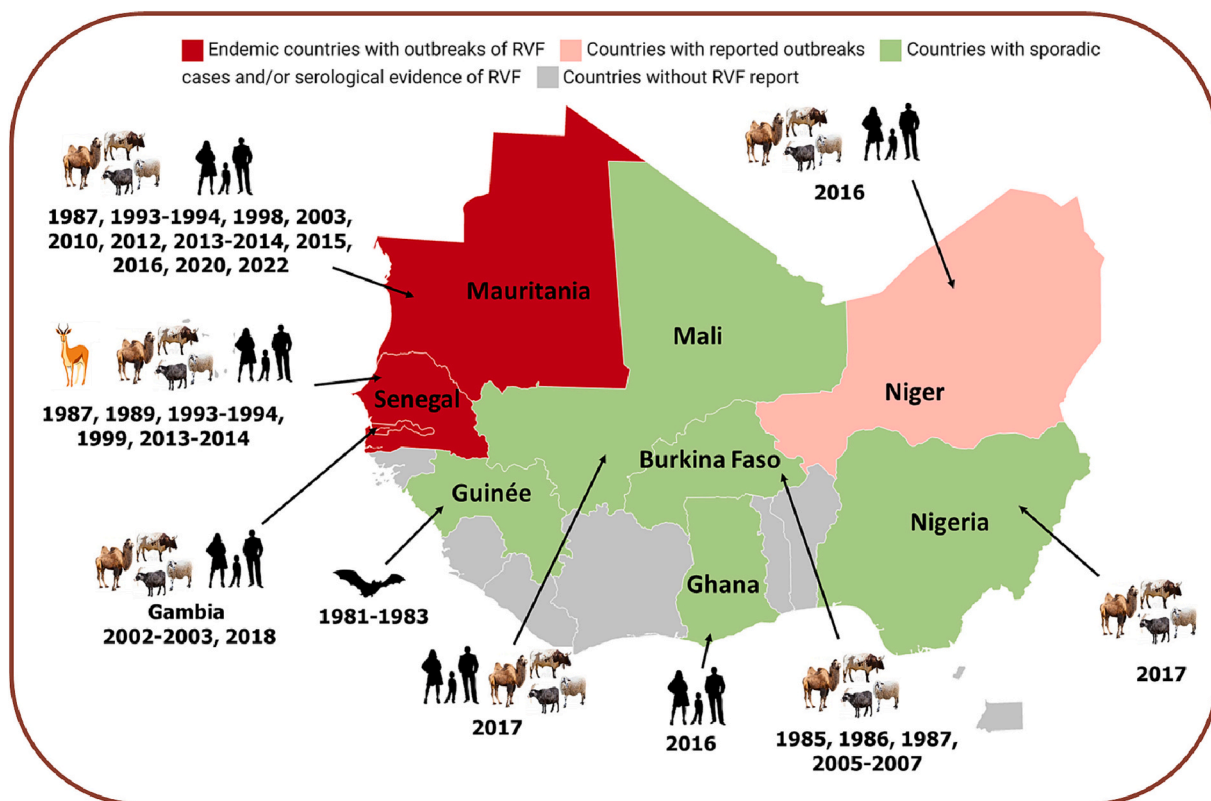 Endemic countries with outbreaks of RVF Countries with reported outbreaks Countries with sporadic
cases and/or serological evidence of RVF Countries without RVF report
1987, 1993-1994, 1998, 2003,
2010, 2012, 2013-2014, 2015,
2016, 2020, 2022
2016
Mauritania
Mali
Niger
Senegal
1987, 1989, 1993-1994,
1999, 2013-2014
Burkina Faso
Guinée
Nigeria
Ghana
Gambia
2002-2003, 2018
1981-1983
2017
2016
1985, 1986, 1987,
2005-2007
2017